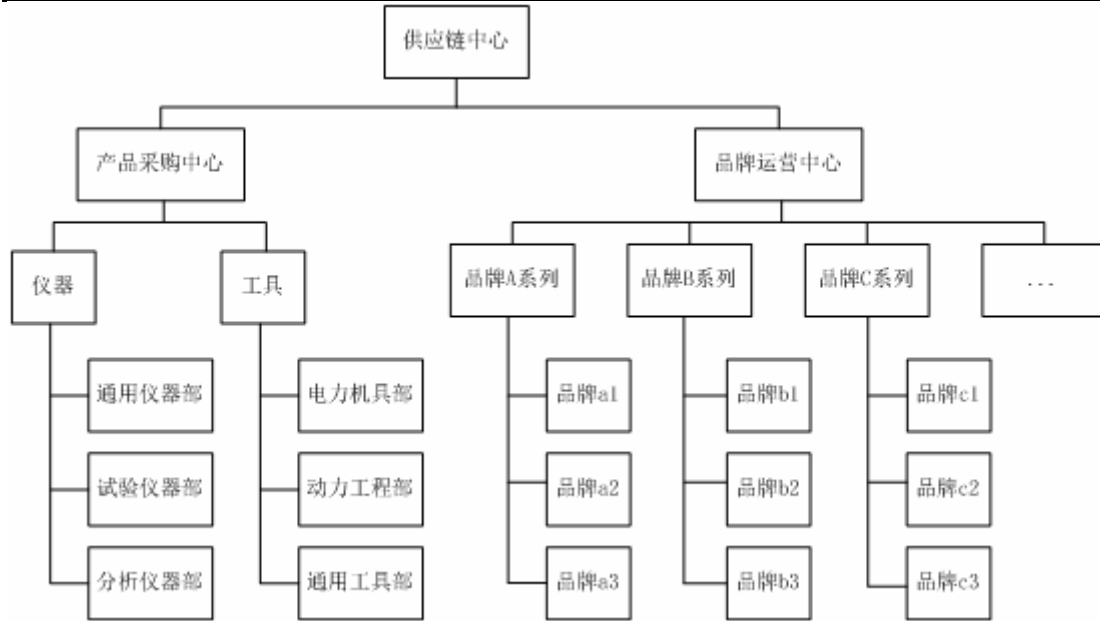 供应链中心
产品采购中心
品牌运营中心
仪器
工具
品牌A系列
品牌B系列
品牌C系列
...
通用仪器部
电力机具部
品牌a1
品牌b1
品牌c1
试验仪器部
动力工程部
品牌a2
品牌b2
品牌c2
分析仪器部
通用工具部
品牌a3
品牌b3
品牌c3